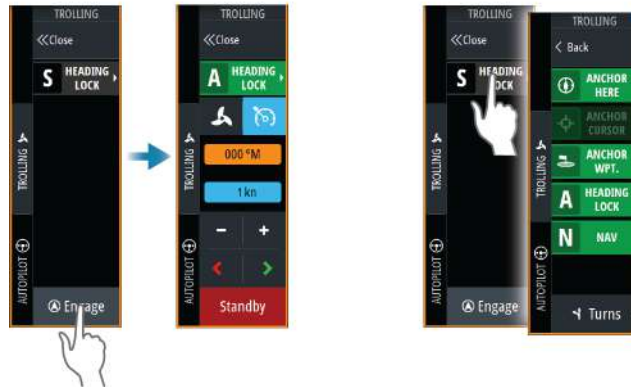 TROLLING
Close
S HEADING
LOCK
TROLLING
AUTOPILOT
Engage
TROLLING
Close
A HEADING
LOCK
000 °M
1 kn
Standby
TROLLING
AUTOPILOT
TROLLING
Close
S HEADING
LOCK
TROLLING
AUTOPILOT
Engage
TROLLING
Back
ANCHOR
HERE
ANCHOR
CURSOR
ANCHOR
WPT.
A HEADING
LOCK
N NAV
Turns
TROLLING
AUTOPILOT